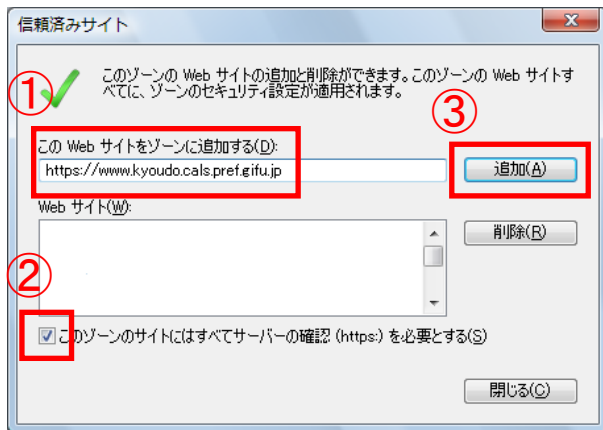 信頼済みサイト
①
このゾーンの Web サイトの追加と削除ができます。このゾーンの Web サイトす
べてに、ゾーンのセキュリティ設定が適用されます。
③
この Web サイトをゾーンに追加する(D):
https://www.kyoudo.cals.pref.gifu.jp
追加(A)
Web サイト(W):
削除(R)
②
このゾーンのサイトにはすべてサーバーの確認 (https:) を必要とする(S)
閉じる(C)